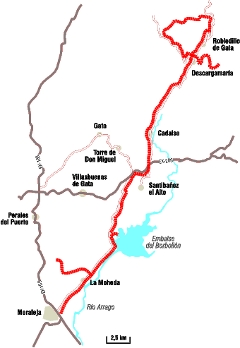 Robledillo
de Gata
Descargamaría
Gata
Cadalso
Torre de
Don Miguel
Villasbuenas
de Gata
Santibáñez
el Alto
Perales
del Puerto
Embalse
del Borbollón
La Moheda
Río Arrago
Moraleja
2,5 km